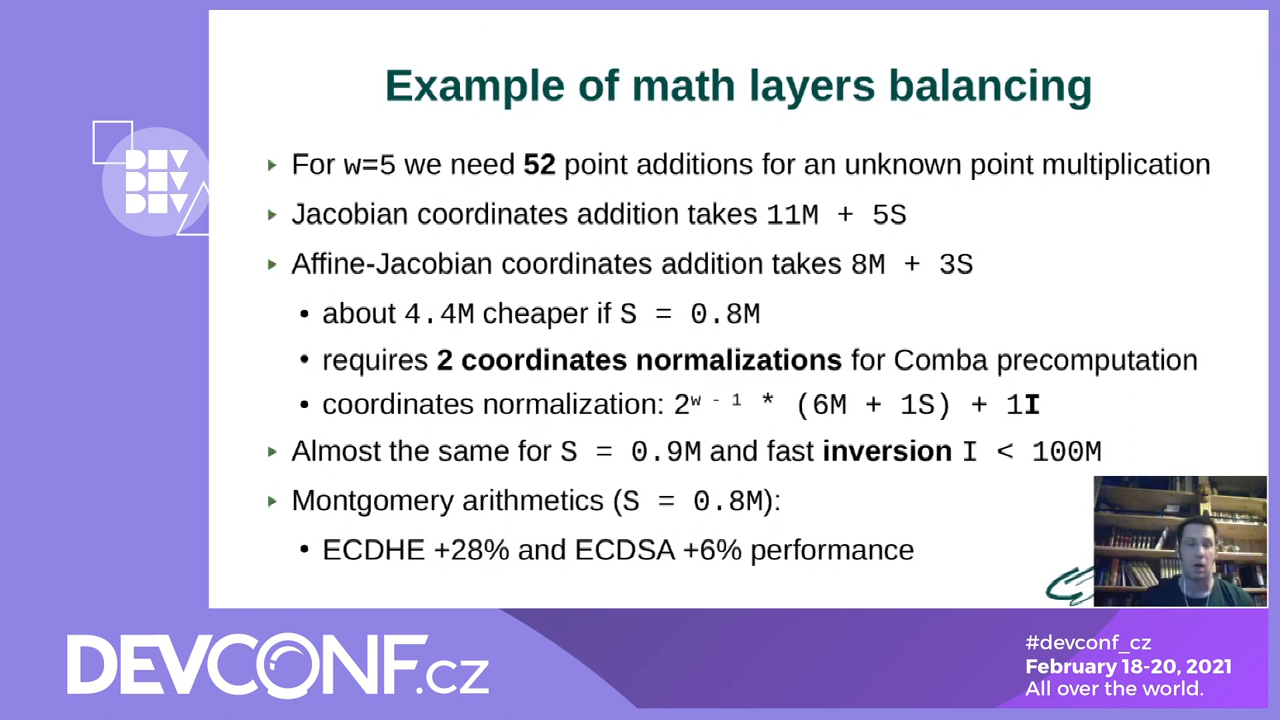 Example of math layers balancing
For w=5 we need 52 point additions for an unknown point multiplication
Jacobian coordinates addition takes 11M + 5S
Affine-Jacobian coordinates addition takes 8M + 3S
• about 4.4M cheaper if S = 0.8M
• requires 2 coordinates normalizations for Comba precomputation
• coordinates normalization: 2ʷ ⁻ ¹ * (6M + 1S) + 1I
Almost the same for S = 0.9M and fast inversion I < 100M
Montgomery arithmetics (S = 0.8M):
• ECDHE +28% and ECDSA +6% performance
DEV
DEV
DEV
DEVCONF.cz
#devconf_cz
February 18-20, 2021
All over the world.